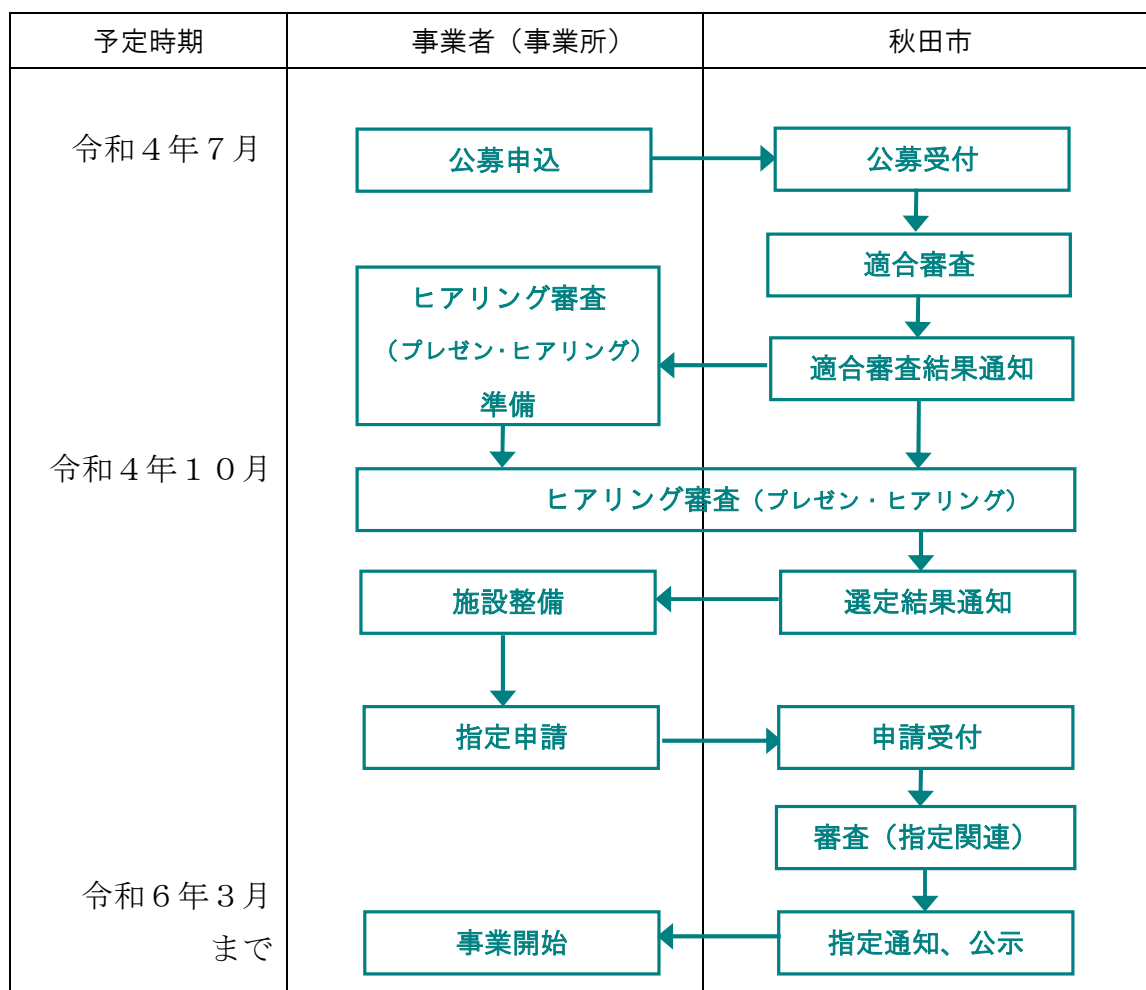 予定時期
事業者（事業所）
秋田市
令和４年７月
公募申込
公募受付
適合審査
ヒアリング審査
（プレゼン・ヒアリング）
準備
適合審査結果通知
令和４年１０月
ヒアリング審査（プレゼン・ヒアリング）
施設整備
選定結果通知
指定申請
申請受付
審査（指定関連）
令和６年３月
まで
事業開始
指定通知、公示